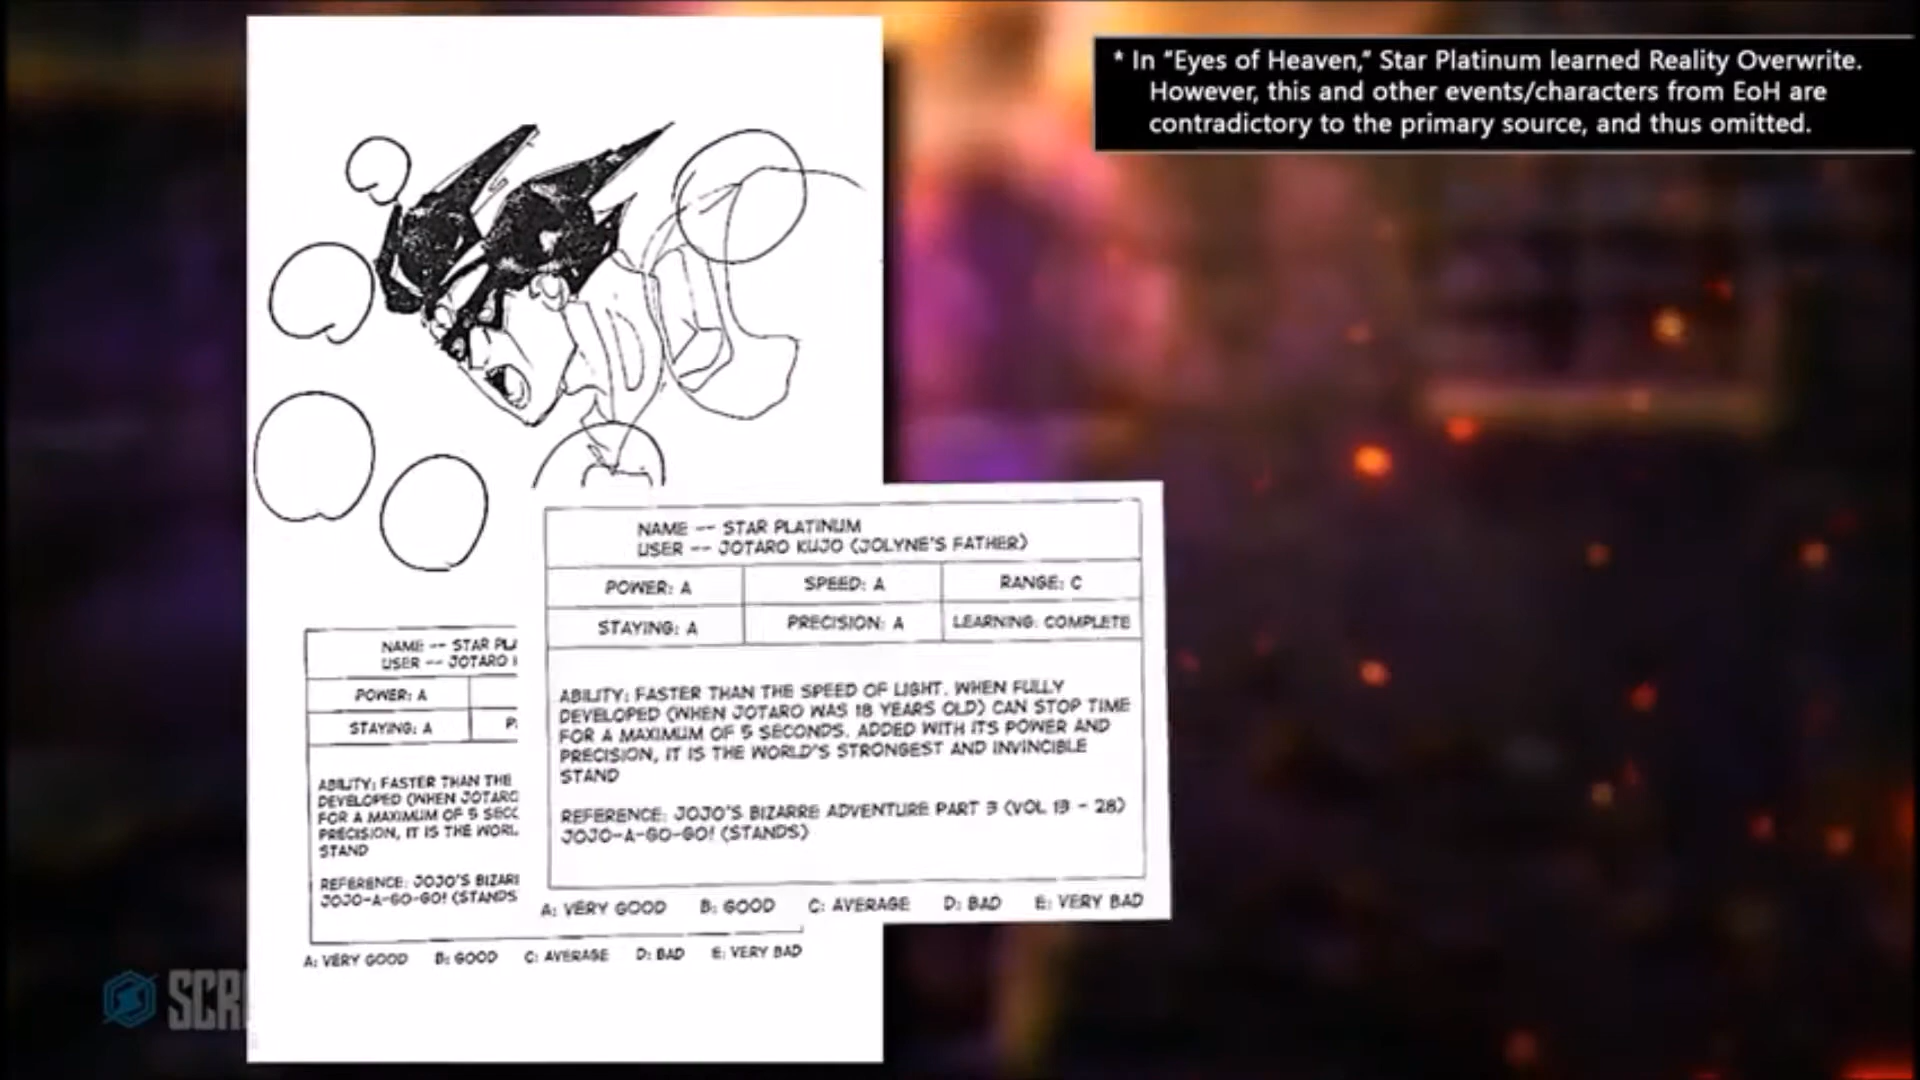 * In “Eyes of Heaven,” Star Platinum learned Reality Overwrite.
However, this and other events/characters from EoH are
contradictory to the primary source, and thus omitted.
NAME -- STAR PLATINUM
USER -- JOTARO KUJO (JOLYNE'S FATHER)
POWER: A SPEED: A RANGE: C
STAYING: A PRECISION: A LEARNING: COMPLETE
ABILITY: FASTER THAN THE SPEED OF LIGHT. WHEN FULLY
DEVELOPED (WHEN JOTARO WAS 18 YEARS OLD) CAN STOP TIME
FOR A MAXIMUM OF 5 SECONDS. ADDED WITH ITS POWER AND
PRECISION, IT IS THE WORLD'S STRONGEST AND INVINCIBLE
STAND
REFERENCE: JOJO'S BIZARRE ADVENTURE PART 3 (VOL 13 - 28)
JOJO-A-GO-GO! (STANDS)
A: VERY GOOD B: GOOD C: AVERAGE D: BAD E: VERY BAD
NAME -- STAR PLA
USER -- JOTARO
POWER: A
STAYING: A P
ABILITY: FASTER THAN THE
DEVELOPED (WHEN JOTARO
FOR A MAXIMUM OF 5 SECO
PRECISION, IT IS THE WORL
STAND
REFERENCE: JOJO'S BIZARR
JOJO-A-GO-GO! (STANDS
A: VERY GOOD B: GOOD C: AVERAGE D: BAD E: VERY BAD
SCR